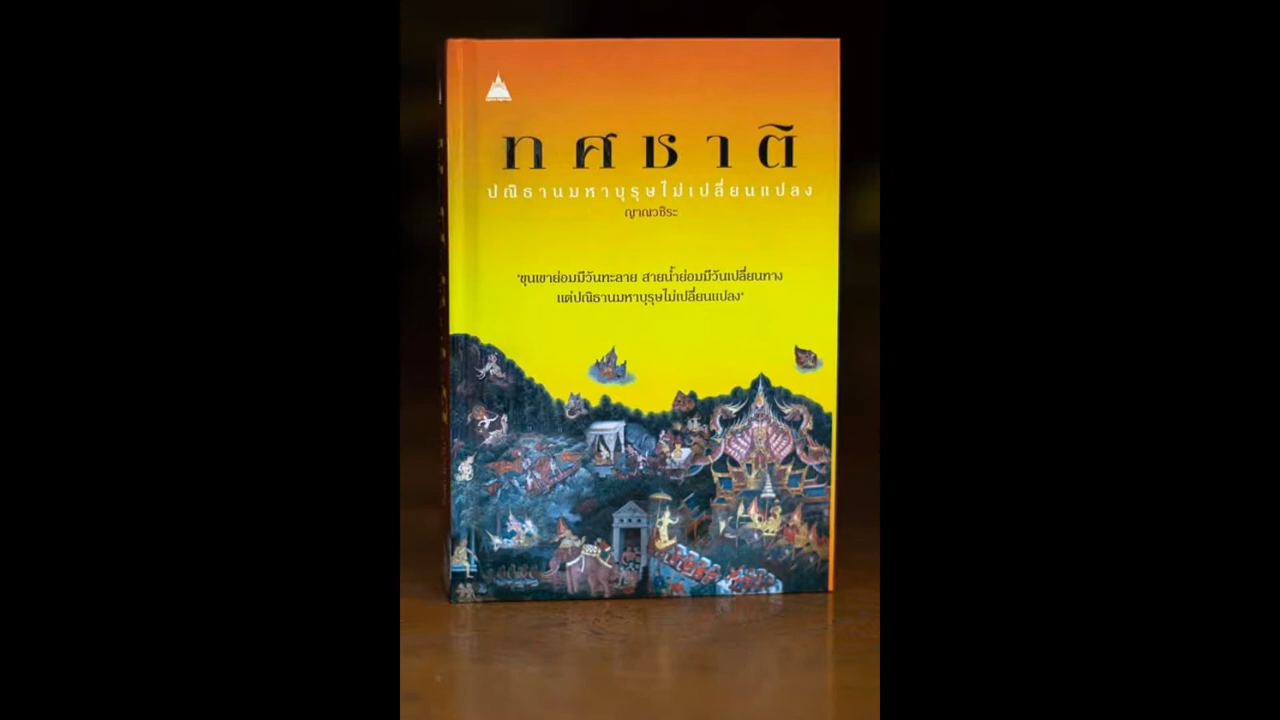 ทศชาติ
ปณิธานมหาบุรุษไม่เปลี่ยนแปลง
ญาณวชิระ
"ขุนเขาย่อมมีวันทะลาย สายน้ำย่อมมีวันเปลี่ยนทาง
แต่ปณิธานมหาบุรุษไม่เปลี่ยนแปลง"